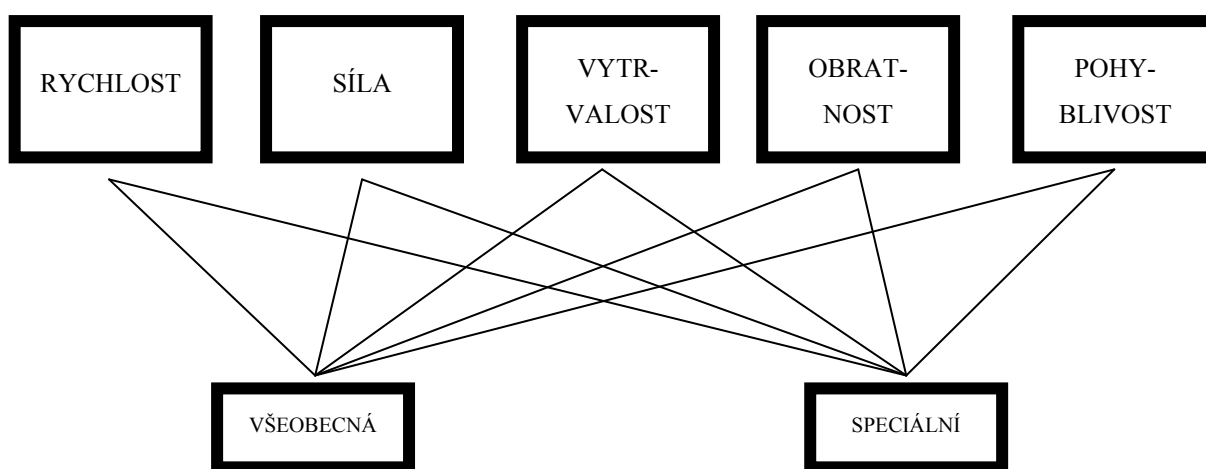 RYCHLOST
SÍLA
VYTR-
VALOST
OBRAT-
NOST
POHY-
BLIVOST
VŠEOBECNÁ
SPECIÁLNÍ